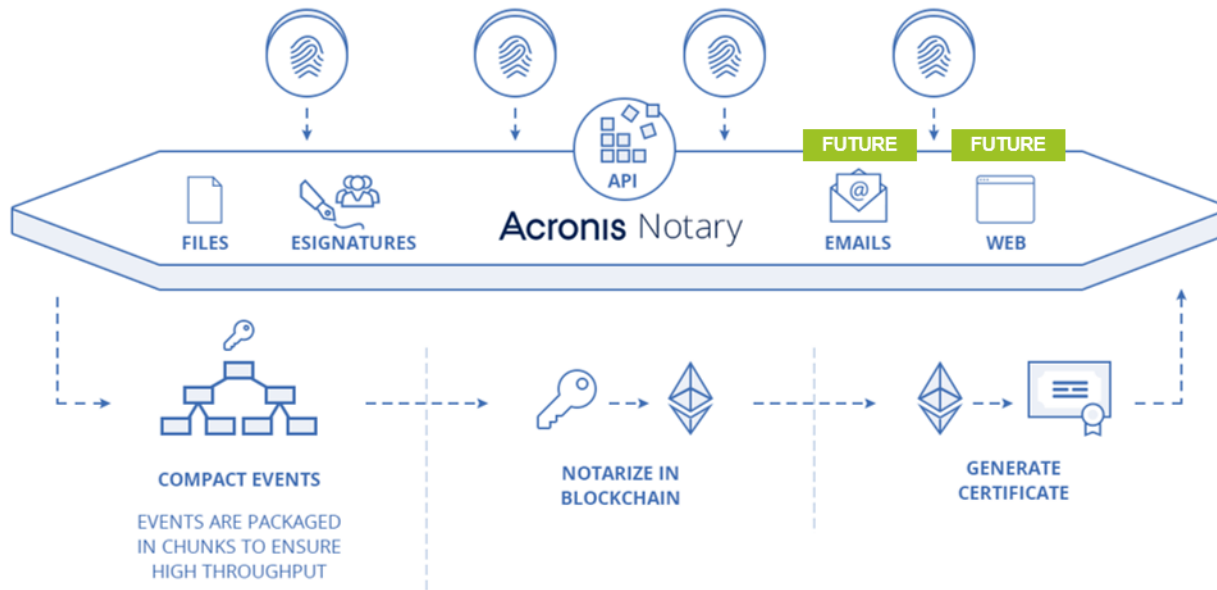 FUTURE
FUTURE
API
@
FILES
ESIGNATURES
Acronis Notary
EMAILS
WEB
COMPACT EVENTS
EVENTS ARE PACKAGED
IN CHUNKS TO ENSURE
HIGH THROUGHPUT
NOTARIZE IN
BLOCKCHAIN
GENERATE
CERTIFICATE